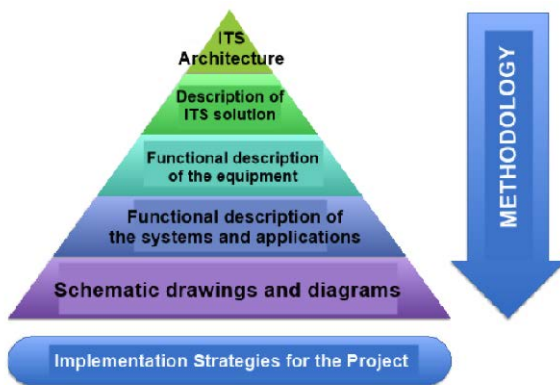 ITS
Architecture
Description of
ITS solution
Functional description
of the equipment
Functional description of
the systems and applications
Schematic drawings and diagrams
Implementation Strategies for the Project
METHODOLOGY